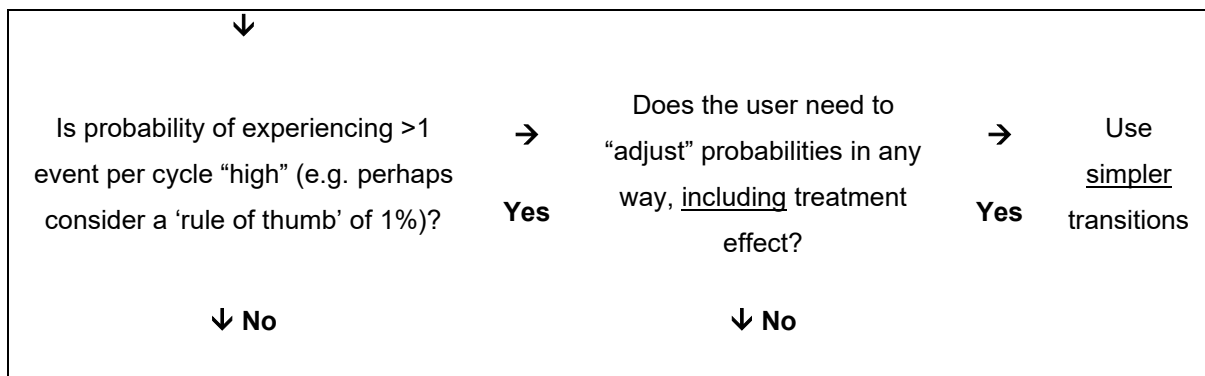 ↓
Is probability of experiencing >1
event per cycle “high” (e.g. perhaps
consider a ‘rule of thumb’ of 1%)?
→
Yes
Does the user need to
“adjust” probabilities in any
way, including treatment
effect?
→
Yes
Use
simpler
transitions
↓ No
↓ No